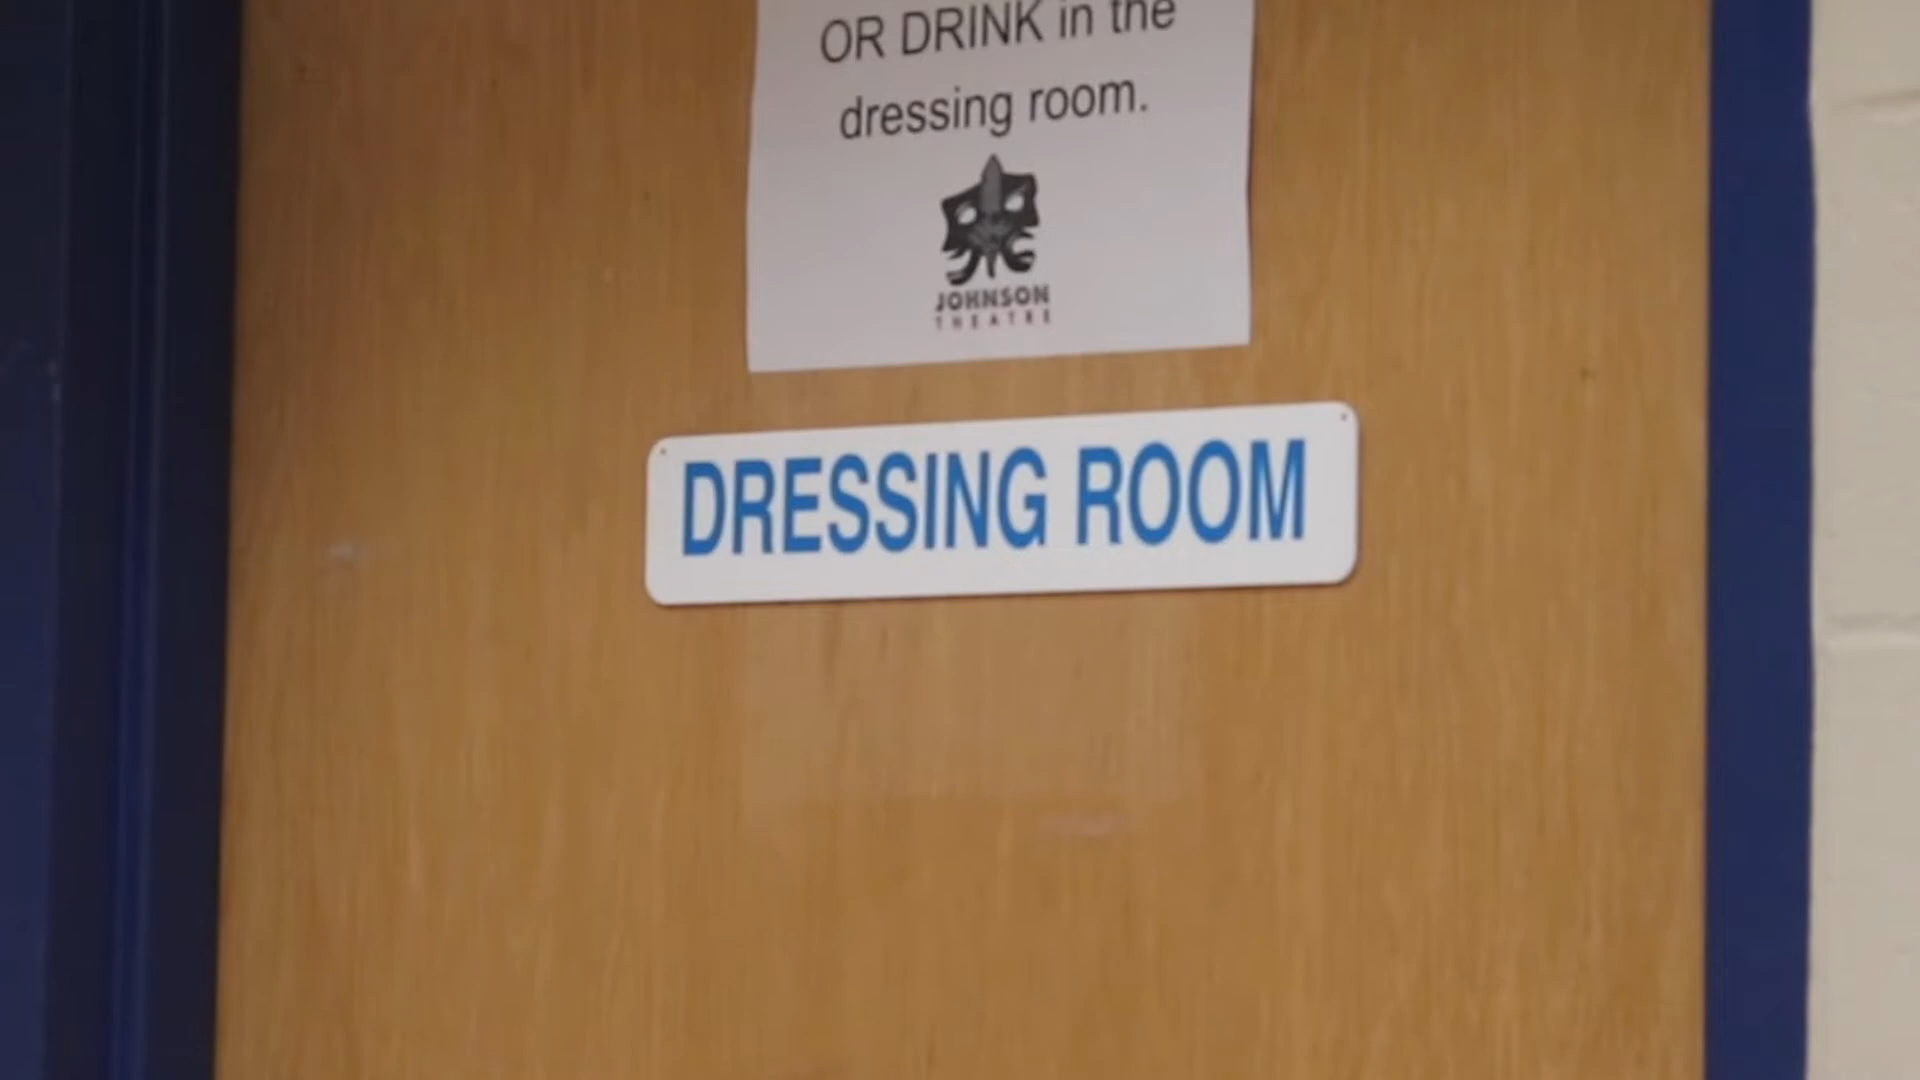 OR DRINK in the
dressing room.
JOHNSON
THEATRE
DRESSING ROOM